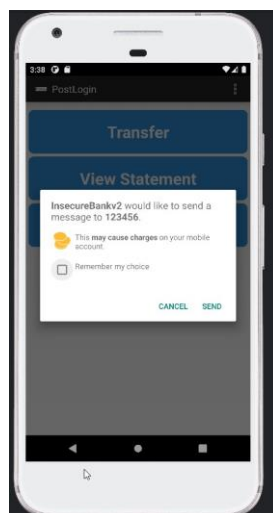 3:38
PostLogin
Transfer
View Statement
InsecureBankv2 would like to send a
message to 123456.
This may cause charges on your mobile
account.
Remember my choice
CANCEL SEND